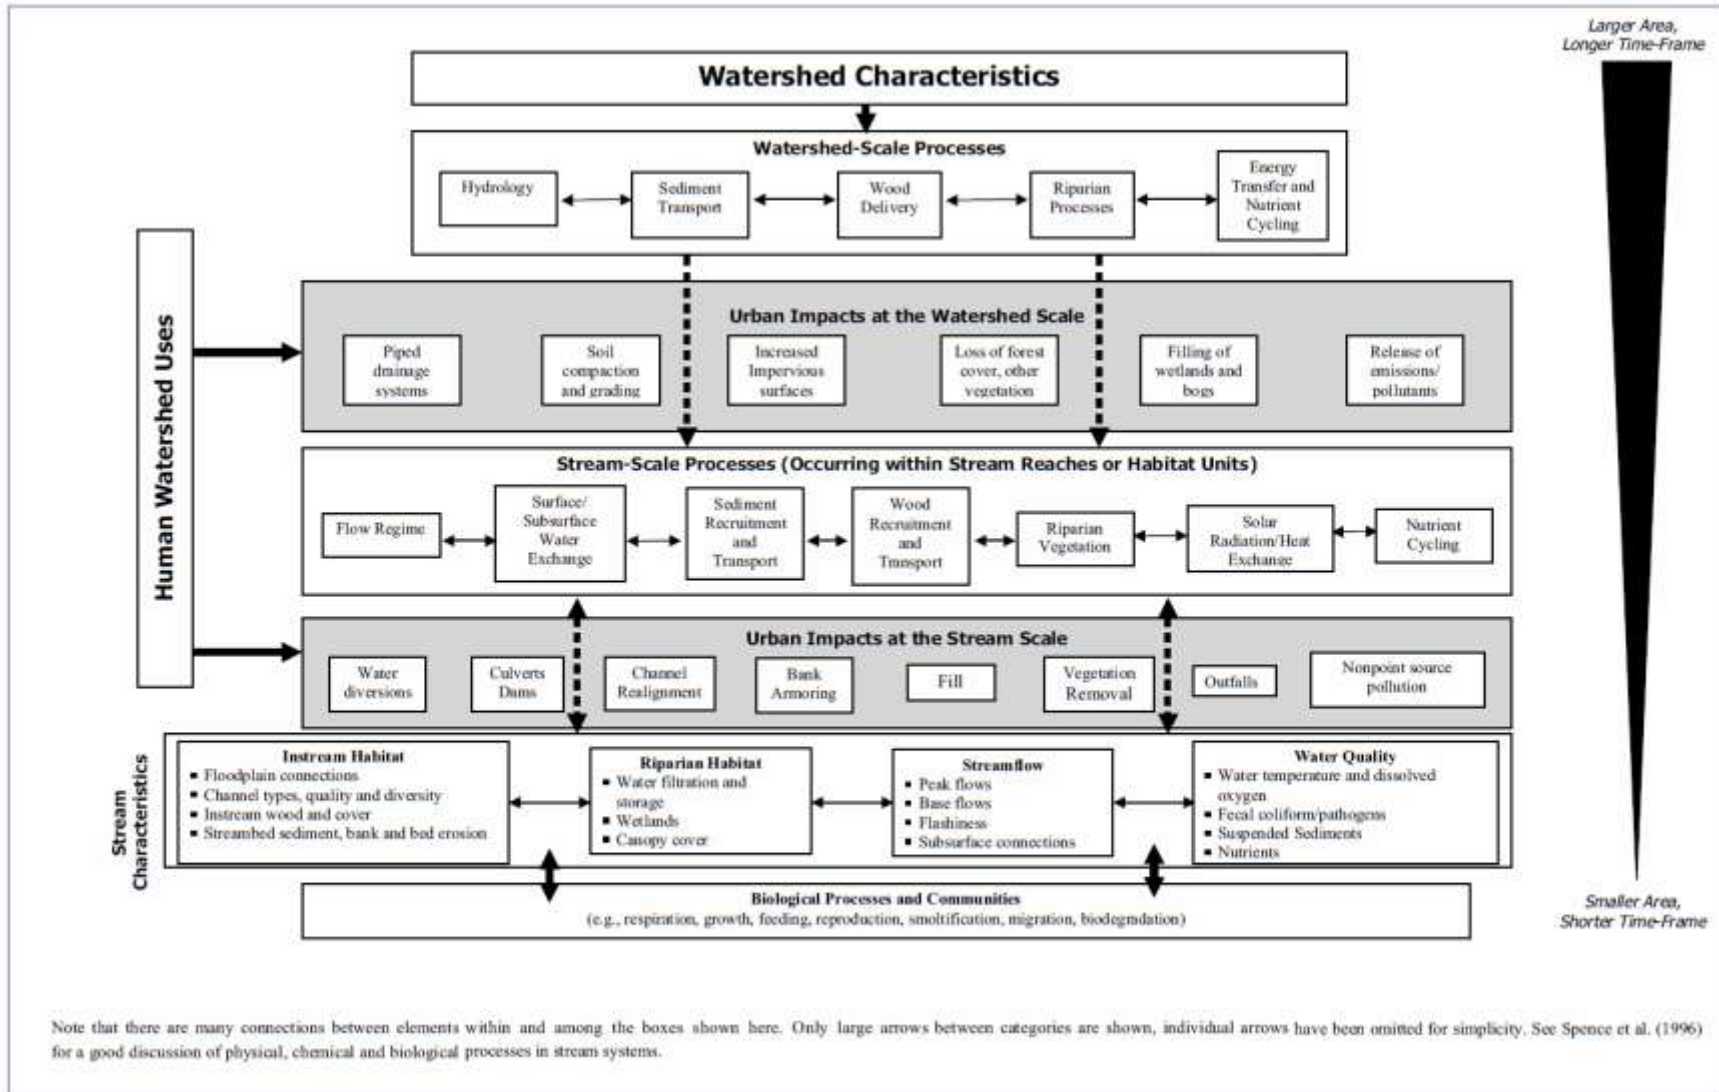 Larger Area,
Longer Time-Frame
Watershed Characteristics
Watershed-Scale Processes
Hydrology
Sediment
Transport
Wood
Delivery
Riparian
Processes
Energy
Transfer and
Nutrient
Cycling
Human Watershed Uses
Urban Impacts at the Watershed Scale
Piped
drainage
systems
Soil
compaction
and grading
Increased
Impervious
surfaces
Loss of forest
cover, other
vegetation
Filling of
wetlands and
bogs
Release of
emissions/
pollutants
Stream-Scale Processes (Occurring within Stream Reaches or Habitat Units)
Flow Regime
Surface/
Subsurface
Water
Exchange
Sediment
Recruitment
and
Transport
Wood
Recruitment
and
Transport
Riparian
Vegetation
Solar
Radiation/Heat
Exchange
Nutrient
Cycling
Urban Impacts at the Stream Scale
Water
diversions
Culverts
Dams
Channel
Realignment
Bank
Armoring
Fill
Vegetation
Removal
Outfalls
Nonpoint source
pollution
Stream
Characteristics
Instream Habitat
▪ Floodplain connections
▪ Channel types, quality and diversity
▪ Instream wood and cover
▪ Streambed sediment, bank and bed erosion
Riparian Habitat
▪ Water filtration and
storage
▪ Wetlands
▪ Canopy cover
Streamflow
▪ Peak flows
▪ Base flows
▪ Flashiness
▪ Subsurface connections
Water Quality
▪ Water temperature and dissolved
oxygen
▪ Fecal coliform/pathogens
▪ Suspended Sediments
▪ Nutrients
Biological Processes and Communities
(e.g., respiration, growth, feeding, reproduction, smoltification, migration, biodegradation)
Smaller Area,
Shorter Time-Frame
Note that there are many connections between elements within and among the boxes shown here. Only large arrows between categories are shown, individual arrows have been omitted for simplicity. See Spence et al. (1996)
for a good discussion of physical, chemical and biological processes in stream systems.